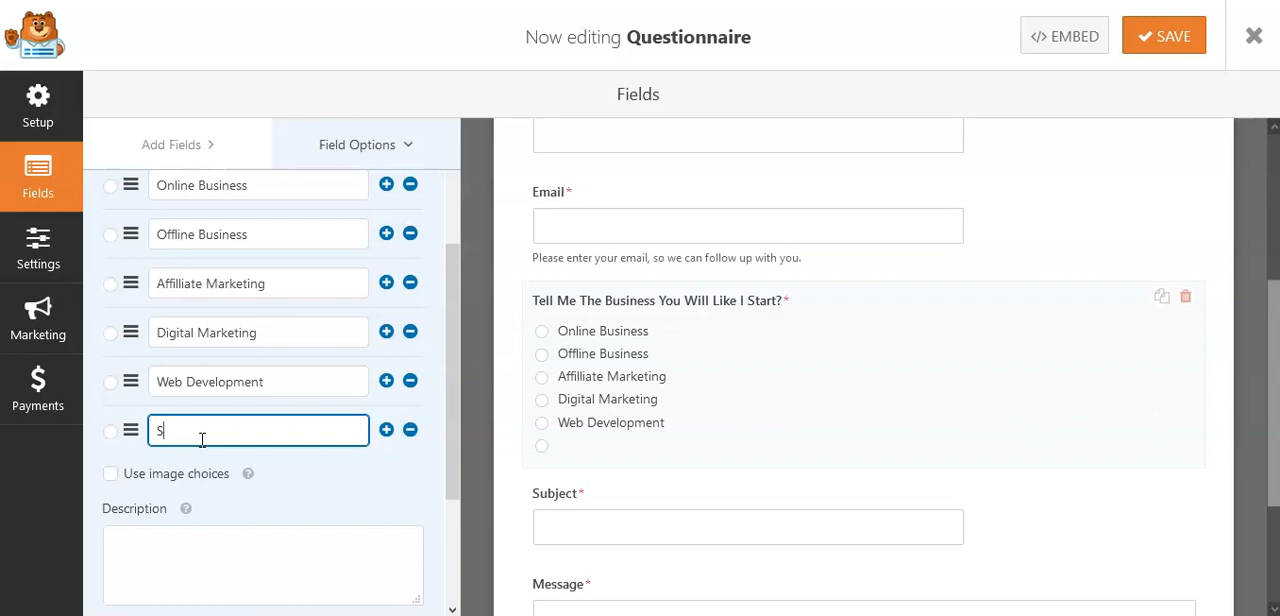 Now editing Questionnaire
</> EMBED
SAVE
Setup
Fields
Settings
Marketing
Payments
Fields
Add Fields
Field Options
Online Business
Offline Business
Affilliate Marketing
Digital Marketing
Web Development
S
Use image choices
Description
Email*
Please enter your email, so we can follow up with you.
Tell Me The Business You Will Like I Start?*
Online Business
Offline Business
Affilliate Marketing
Digital Marketing
Web Development
Subject*
Message*